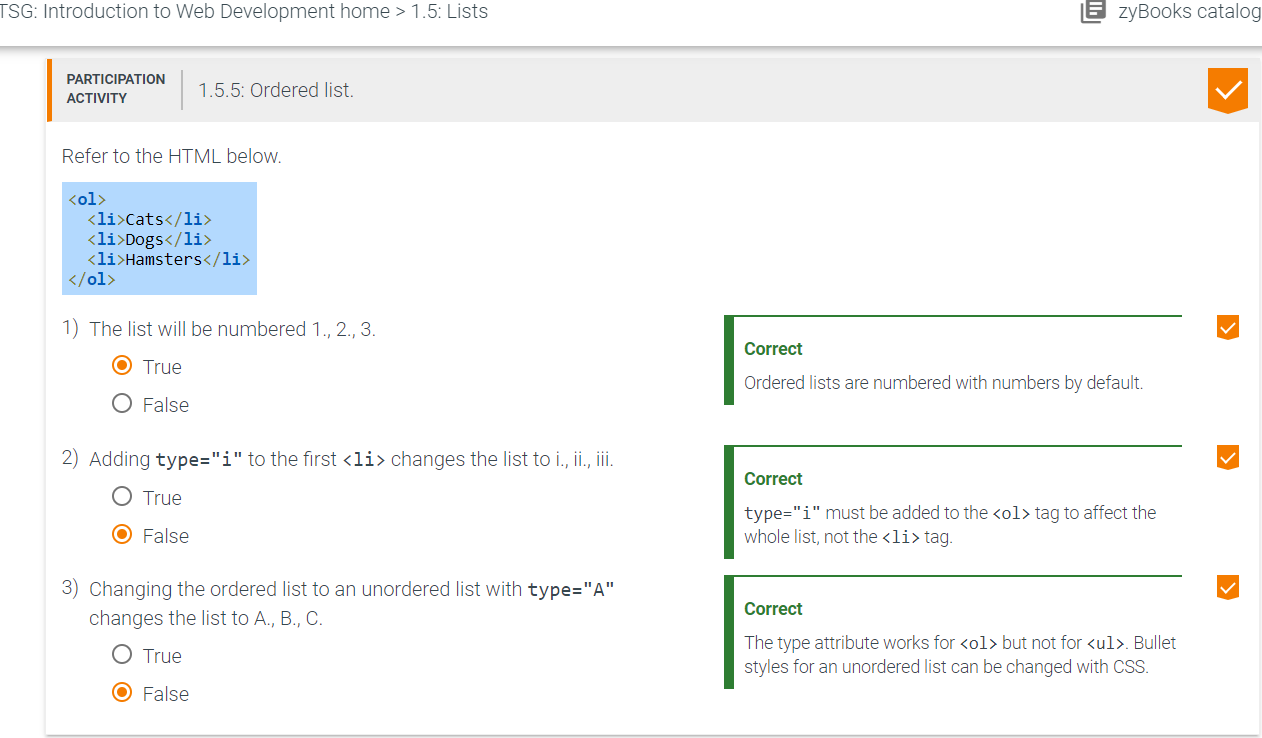 TSG: Introduction to Web Development home > 1.5: Lists
zyBooks catalog
PARTICIPATION
ACTIVITY
1.5.5: Ordered list.
Refer to the HTML below.
<ol>
  <li>Cats</li>
  <li>Dogs</li>
  <li>Hamsters</li>
</ol>
1) The list will be numbered 1., 2., 3.
True
False
Correct
Ordered lists are numbered with numbers by default.
2) Adding type="i" to the first <li> changes the list to i., ii., iii.
True
False
Correct
type="i" must be added to the <ol> tag to affect the
whole list, not the <li> tag.
3) Changing the ordered list to an unordered list with type="A"
changes the list to A., B., C.
True
False
Correct
The type attribute works for <ol> but not for <ul>. Bullet
styles for an unordered list can be changed with CSS.